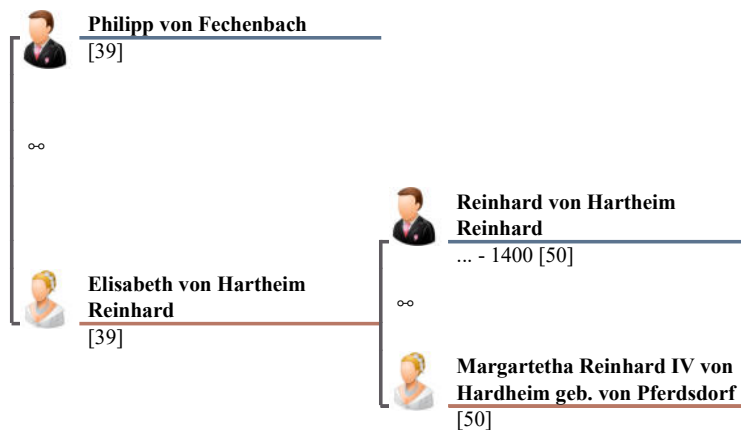 Philipp von Fechenbach
[39]
Reinhard von Hartheim
Reinhard
... - 1400 [50]
Elisabeth von Hartheim
Reinhard
[39]
Margartetha Reinhard IV von
Hardheim geb. von Pferdsdorf
[50]